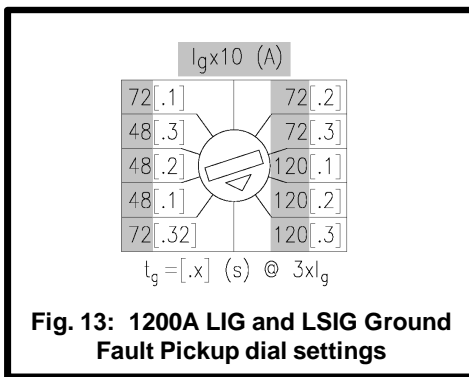 Igx10 (A)
72[.1] 72[.2]
48[.3] 72[.3]
48[.2] 120[.1]
48[.1] 120[.2]
72[.32] 120[.3]
tg =[.x] (s) @ 3xIg
Fig. 13: 1200A LIG and LSIG Ground
Fault Pickup dial settings